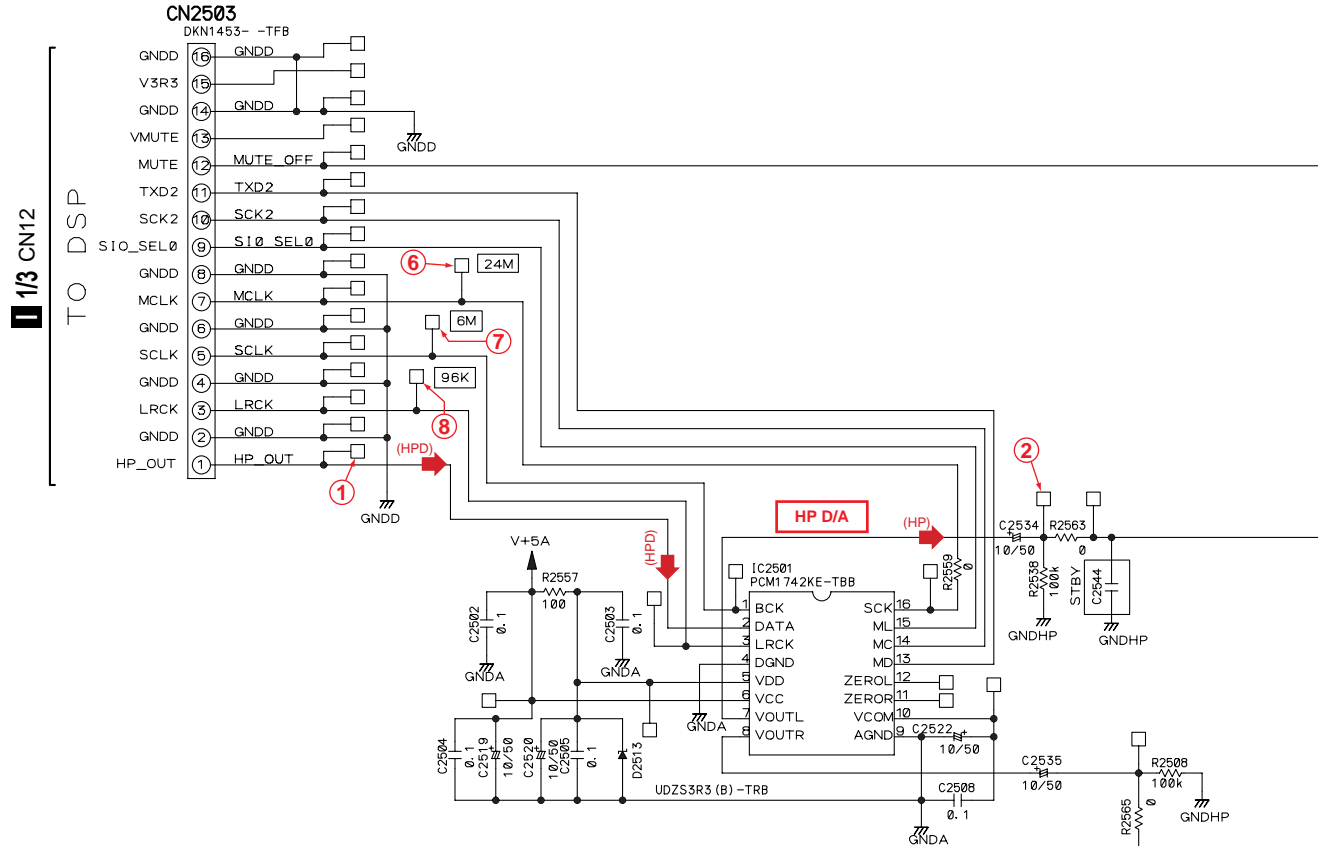 CN2503
DKN1453- -TFB
I 1/3 CN12
TO DSP
GNDD 16 GNDD
V3R3 15
GNDD 14 GNDD
GNDD
VMUTE 13
MUTE 12 MUTE_OFF
TXD2 11 TXD2
SCK2 10 SCK2
SIO_SEL0 9 SI0_SEL0
GNDD 8 GNDD
6 24M
MCLK 7 MCLK
GNDD 6 GNDD
6M
7
SCLK 5 SCLK
GNDD 4 GNDD
96K
8
LRCK 3 LRCK
GNDD 2 GNDD
HP_OUT 1 HP_OUT
(HPD)
1
GNDD
2
HP D/A
(HP)
C2534
10/50
R2563
0
R2538
100k
GNDHP
STBY
C2544
GNDHP
V+5A
R2557
100
(HPD)
C2502
0.1
GNDA
C2503
0.1
GNDA
R2559
0
IC2501
PCM1742KE-TBB
1 BCK SCK 16
2 DATA ML 15
3 LRCK MC 14
4 DGND MD 13
5 VDD ZEROL 12
6 VCC ZEROR 11
7 VOUTL VCOM 10
8 VOUTR AGND 9
GNDA
C2522
10/50
C2504
0.1
C2519
10/50
C2520
10/50
C2505
0.1
D2513
UDZS3R3(B)-TRB
C2508
0.1
GNDA
C2535
10/50
R2508
100k
GNDHP
R2565
0